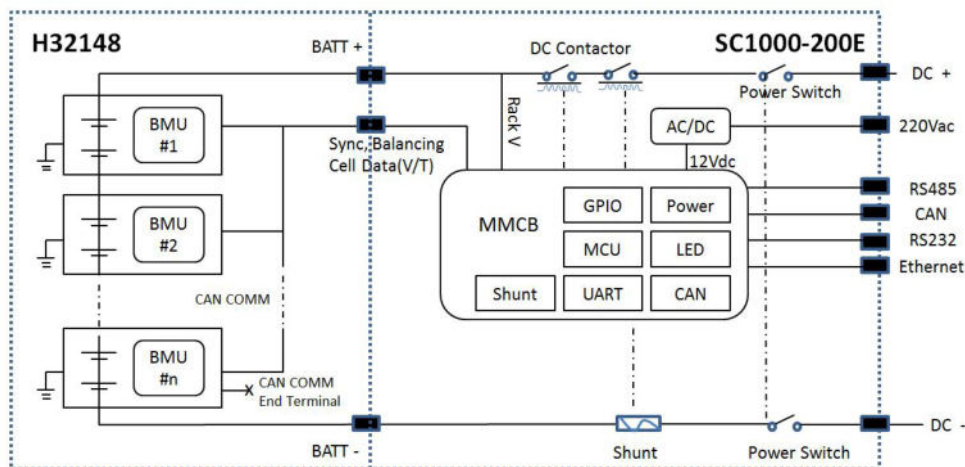 H32148
BATT +
DC Contactor
SC1000-200E
DC +
Power Switch
Rack V
BMU
#1
Sync, Balancing
Cell Data(V/T)
AC/DC
220Vac
12Vdc
BMU
#2
MMCB
GPIO
Power
MCU
LED
Shunt
UART
CAN
RS485
CAN
RS232
Ethernet
CAN COMM
BMU
#n
CAN COMM
End Terminal
BATT -
Shunt
Power Switch
DC -